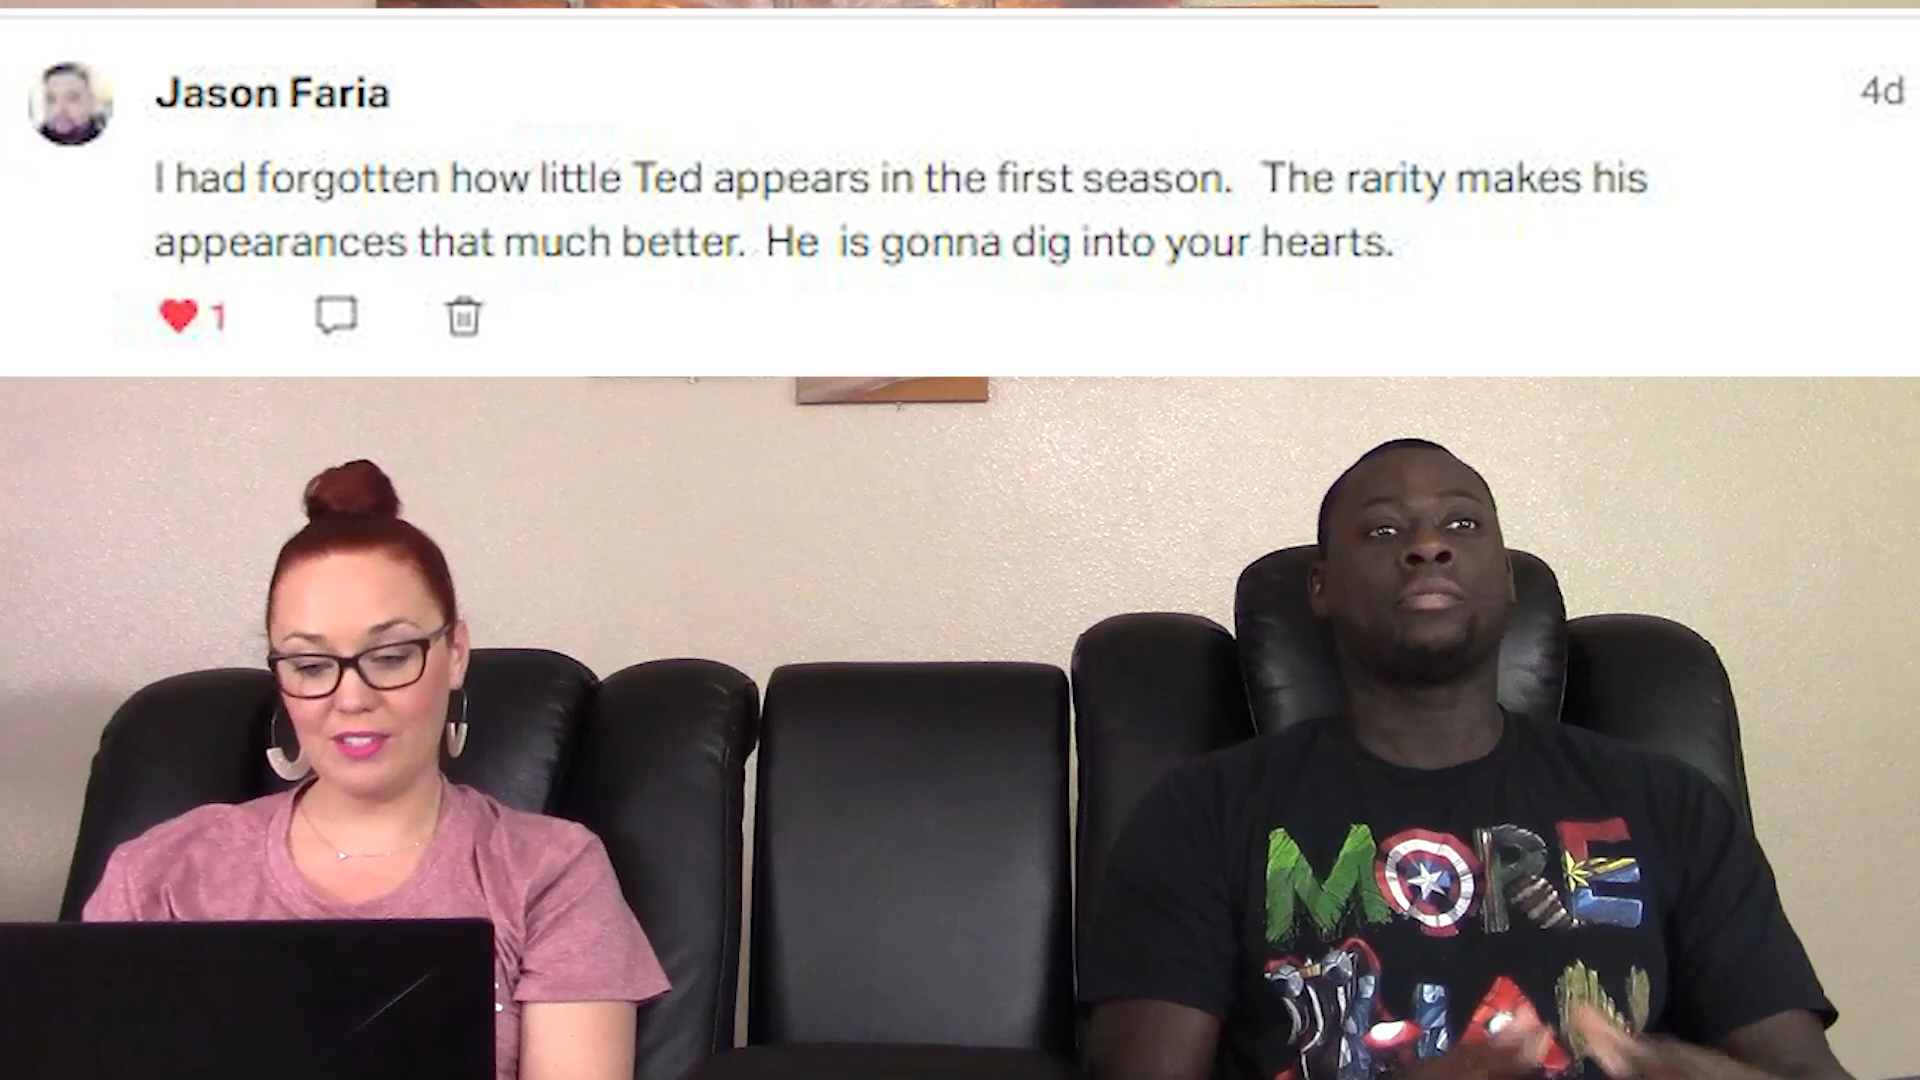 Jason Faria
4d
I had forgotten how little Ted appears in the first season. The rarity makes his
appearances that much better. He is gonna dig into your hearts.
1
MORE
THAN